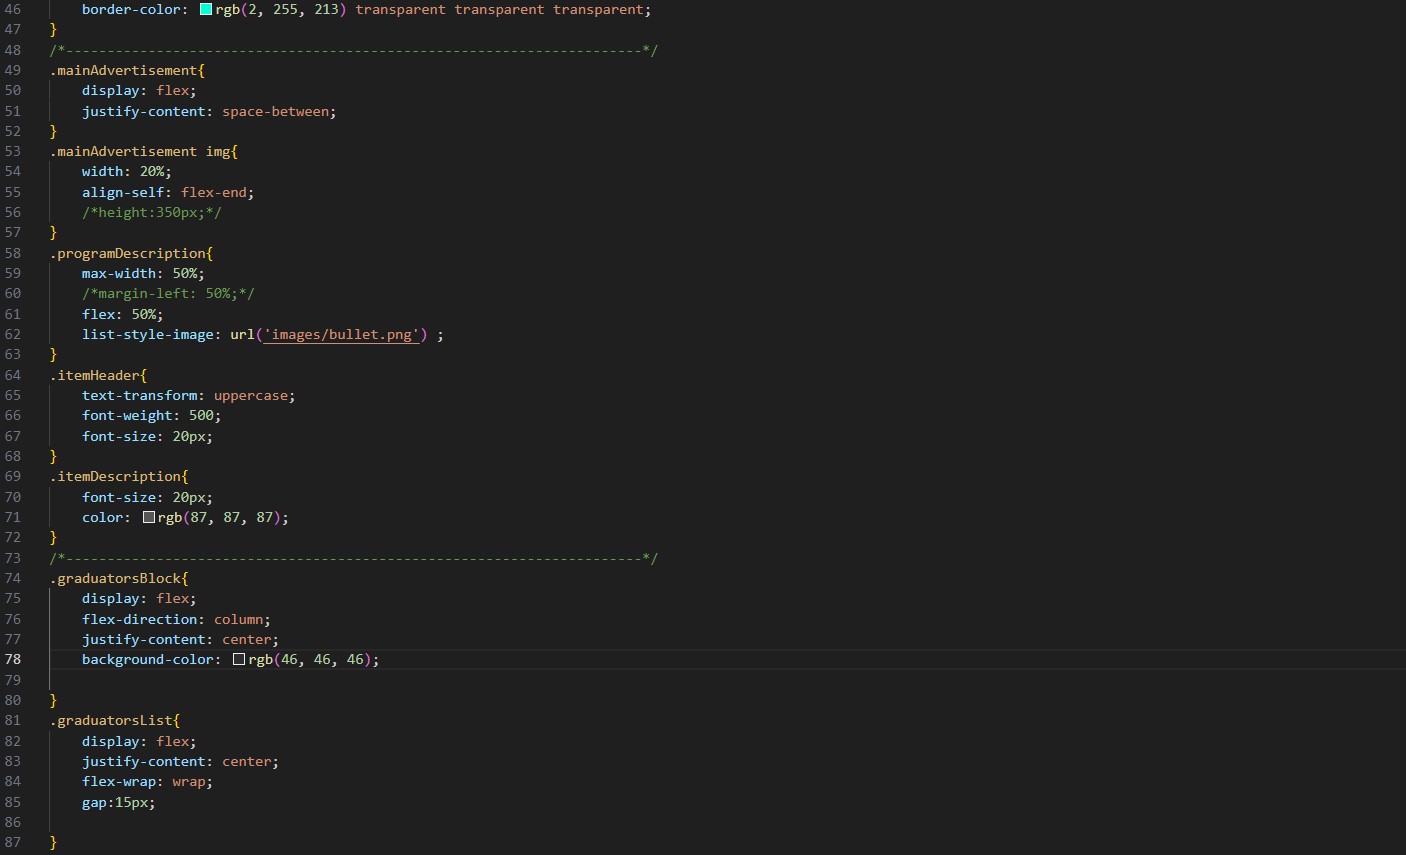 46 border-color: rgb(2, 255, 213) transparent transparent transparent;
47 }
48 /*----------------------------------------------------------------------*/
49 .mainAdvertisement{
50 display: flex;
51 justify-content: space-between;
52 }
53 .mainAdvertisement img{
54 width: 20%;
55 align-self: flex-end;
56 /*height:350px;*/
57 }
58 .programDescription{
59 max-width: 50%;
60 /*margin-left: 50%;*/
61 flex: 50%;
62 list-style-image: url('images/bullet.png') ;
63 }
64 .itemHeader{
65 text-transform: uppercase;
66 font-weight: 500;
67 font-size: 20px;
68 }
69 .itemDescription{
70 font-size: 20px;
71 color: rgb(87, 87, 87);
72 }
73 /*----------------------------------------------------------------------*/
74 .graduatorsBlock{
75 display: flex;
76 flex-direction: column;
77 justify-content: center;
78 background-color: rgb(46, 46, 46);
79
80 }
81 .graduatorsList{
82 display: flex;
83 justify-content: center;
84 flex-wrap: wrap;
85 gap:15px;
86
87 }